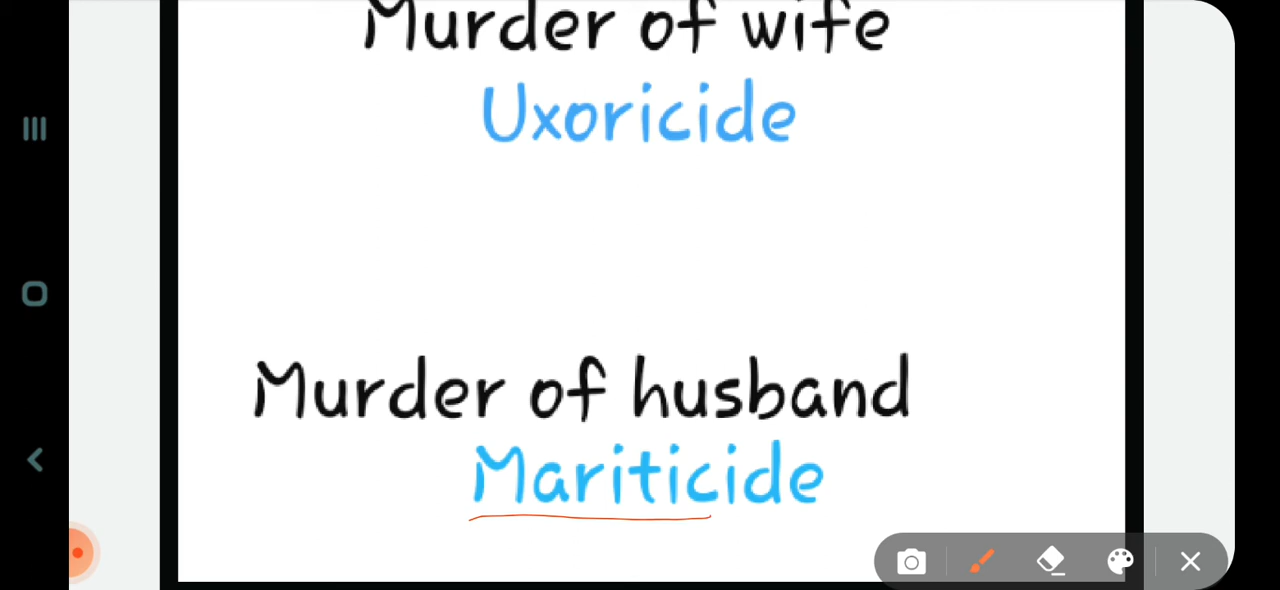 Murder of wife
Uxoricide
Murder of husband
Mariticide